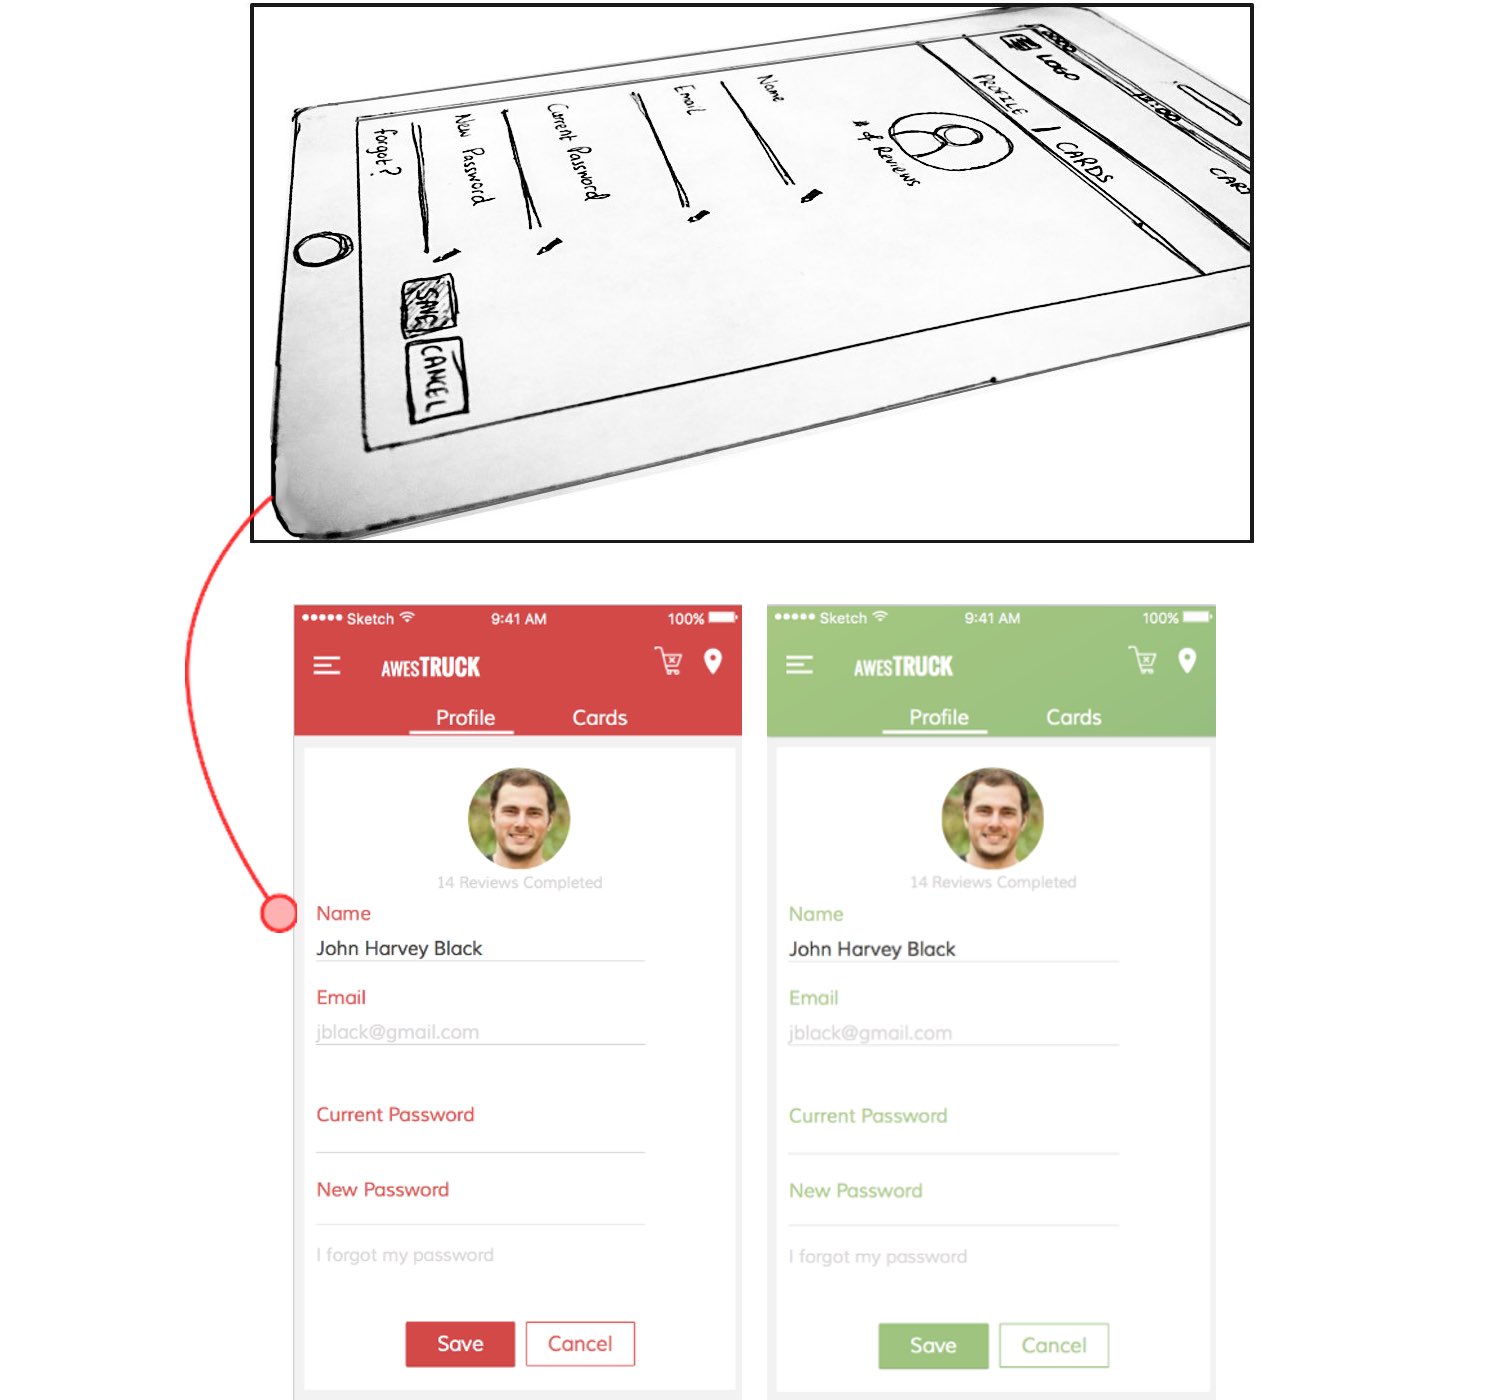 LOGO
12:00
CART
PROFILE / CARDS
# of Reviews
Name
Email
Current Password
New Password
forgot?
SAVE
CANCEL
Sketch 9:41 AM 100%
AWESTRUCK
Profile Cards
14 Reviews Completed
Name
John Harvey Black
Email
jblack@gmail.com
Current Password
New Password
I forgot my password
Save Cancel
Sketch 9:41 AM 100%
AWESTRUCK
Profile Cards
14 Reviews Completed
Name
John Harvey Black
Email
jblack@gmail.com
Current Password
New Password
I forgot my password
Save Cancel